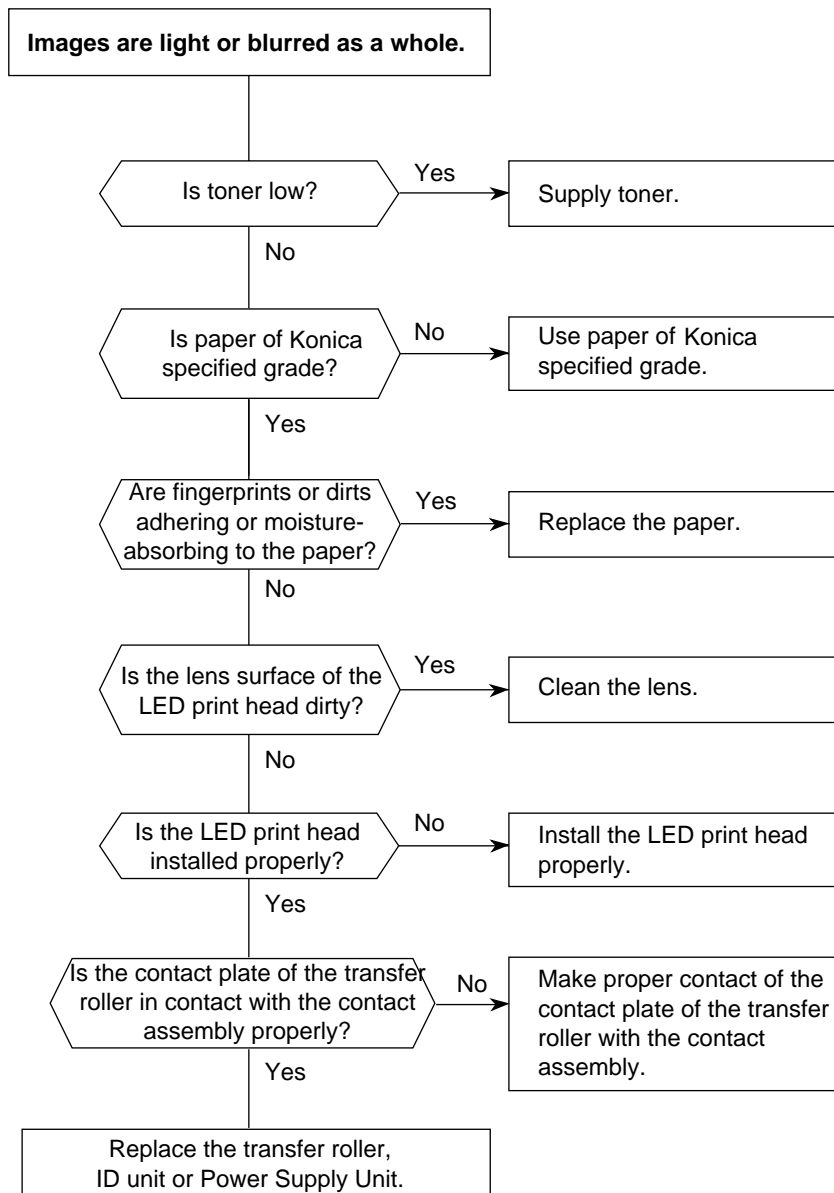 Images are light or blurred as a whole.
Is toner low?
Yes
Supply toner.
No
Is paper of Konica
specified grade?
No
Use paper of Konica
specified grade.
Yes
Are fingerprints or dirts
adhering or moisture-
absorbing to the paper?
Yes
Replace the paper.
No
Is the lens surface of the
LED print head dirty?
Yes
Clean the lens.
No
Is the LED print head
installed properly?
No
Install the LED print head
properly.
Yes
Is the contact plate of the transfer
roller in contact with the contact
assembly properly?
No
Make proper contact of the
contact plate of the transfer
roller with the contact
assembly.
Yes
Replace the transfer roller,
ID unit or Power Supply Unit.